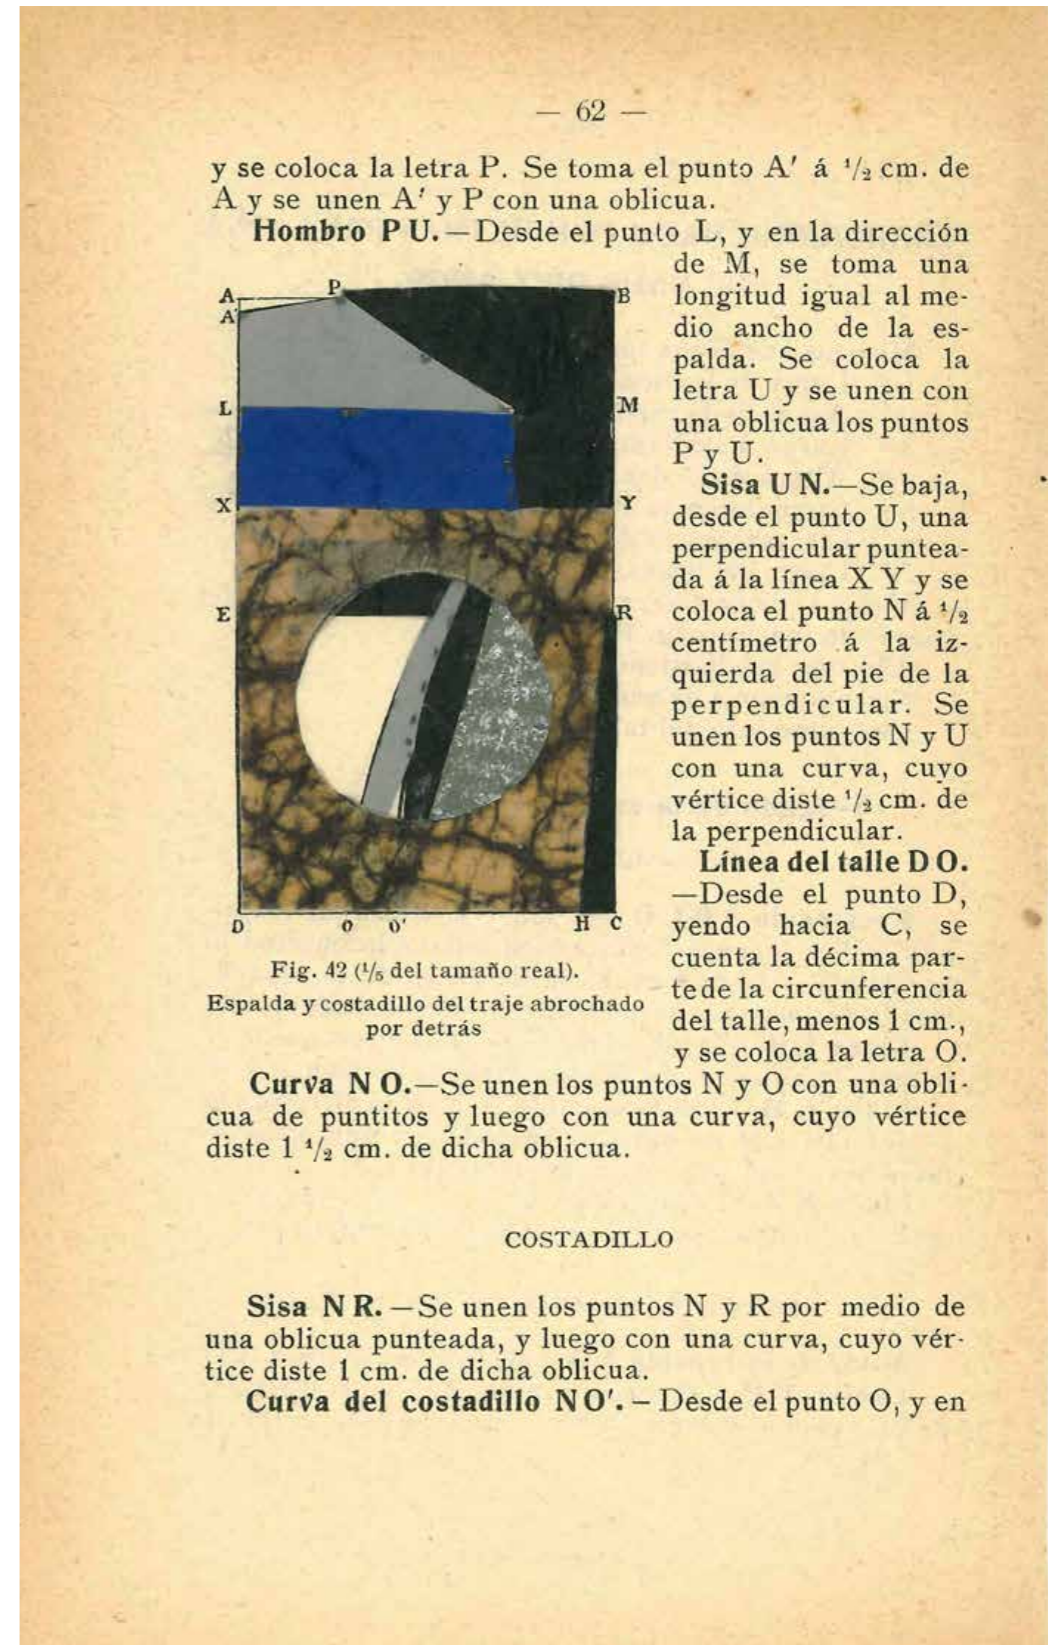 — 62 —
y se coloca la letra P. Se toma el punto A′ á ¹/₂ cm. de
A y se unen A′ y P con una oblicua.
Hombro P U.—Desde el punto L, y en la dirección
de M, se toma una
longitud igual al me-
dio ancho de la es-
palda. Se coloca la
letra U y se unen con
una oblicua los puntos
P y U.
Sisa U N.—Se baja,
desde el punto U, una
perpendicular puntea-
da á la línea X Y y se
coloca el punto N á ¹/₂
centímetro á la iz-
quierda del pie de la
perpendicular. Se
unen los puntos N y U
con una curva, cuyo
vértice diste ¹/₂ cm. de
la perpendicular.
Línea del talle D O.
—Desde el punto D,
yendo hacia C, se
cuenta la décima par-
te de la circunferencia
del talle, menos 1 cm.,
y se coloca la letra O.
A P B
A′
L M
X Y
E R
D O O′ H C
Fig. 42 (¹/₅ del tamaño real).
Espalda y costadillo del traje abrochado
por detrás
Curva N O.—Se unen los puntos N y O con una obli-
cua de puntitos y luego con una curva, cuyo vértice
diste 1 ¹/₂ cm. de dicha oblicua.
COSTADILLO
Sisa N R.—Se unen los puntos N y R por medio de
una oblicua punteada, y luego con una curva, cuyo vér-
tice diste 1 cm. de dicha oblicua.
Curva del costadillo N O′.—Desde el punto O, y en